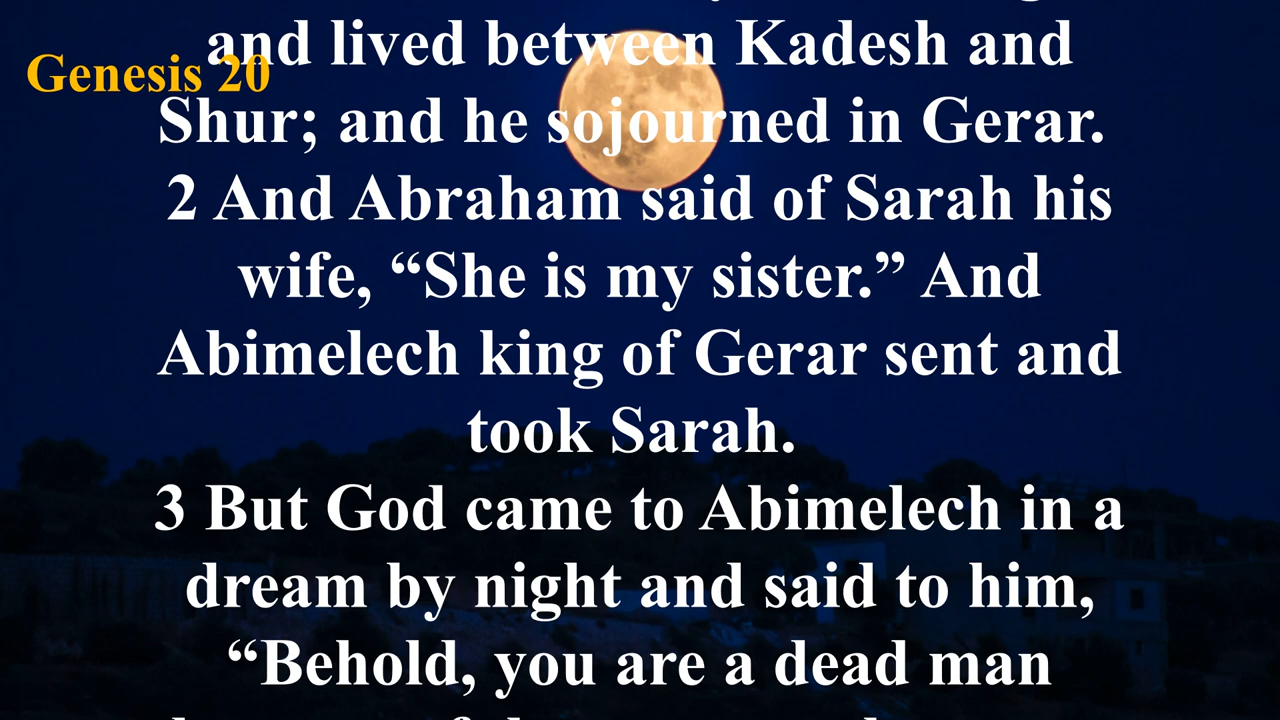 Genesis 20
and lived between Kadesh and
Shur; and he sojourned in Gerar.
2 And Abraham said of Sarah his
wife, “She is my sister.” And
Abimelech king of Gerar sent and
took Sarah.
3 But God came to Abimelech in a
dream by night and said to him,
“Behold, you are a dead man